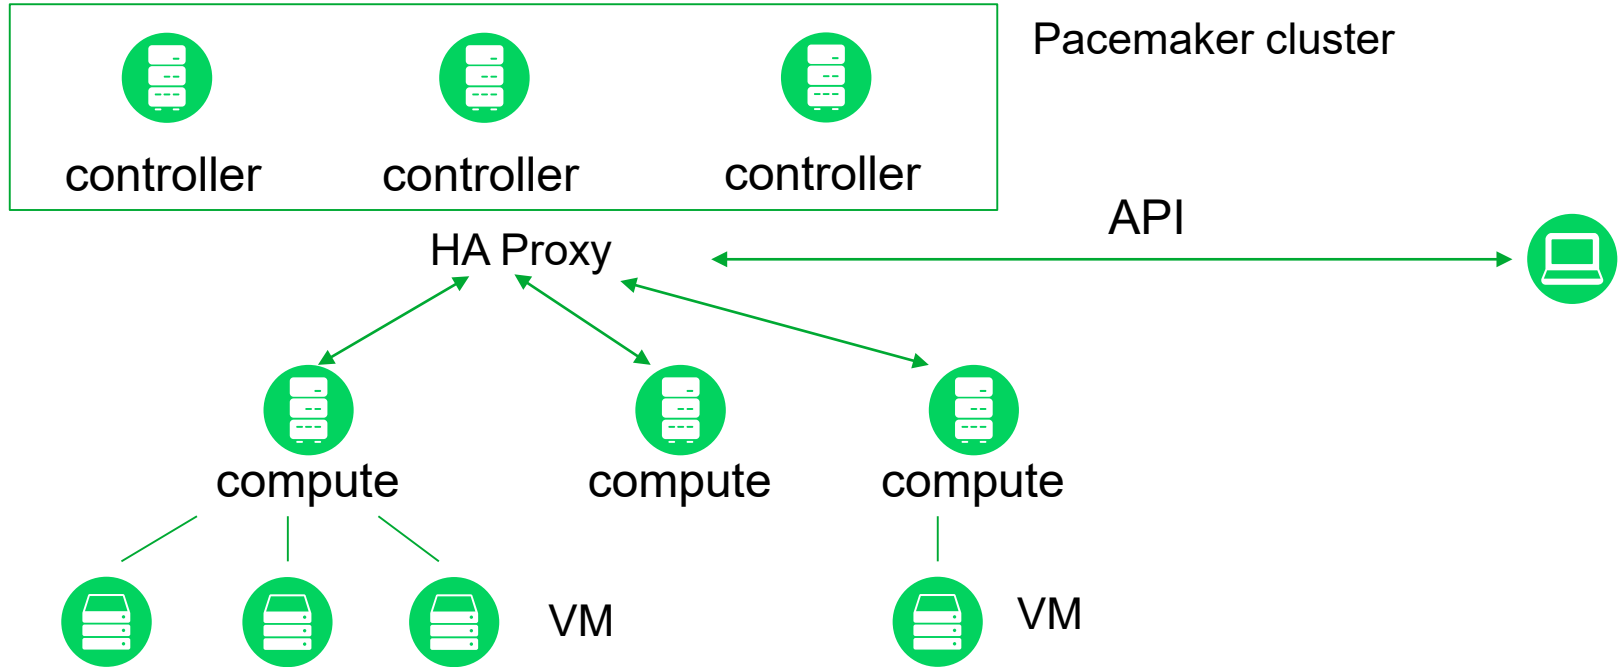 Pacemaker cluster
controller
controller
controller
API
HA Proxy
compute
compute
compute
VM
VM